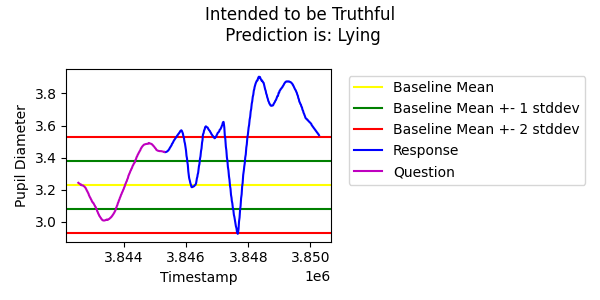 Intended to be Truthful
Prediction is: Lying
3.8
3.6
3.4
3.2
3.0
Pupil Diameter
3.844
3.846
3.848
3.850
1e6
Timestamp
Baseline Mean
Baseline Mean +- 1 stddev
Baseline Mean +- 2 stddev
Response
Question